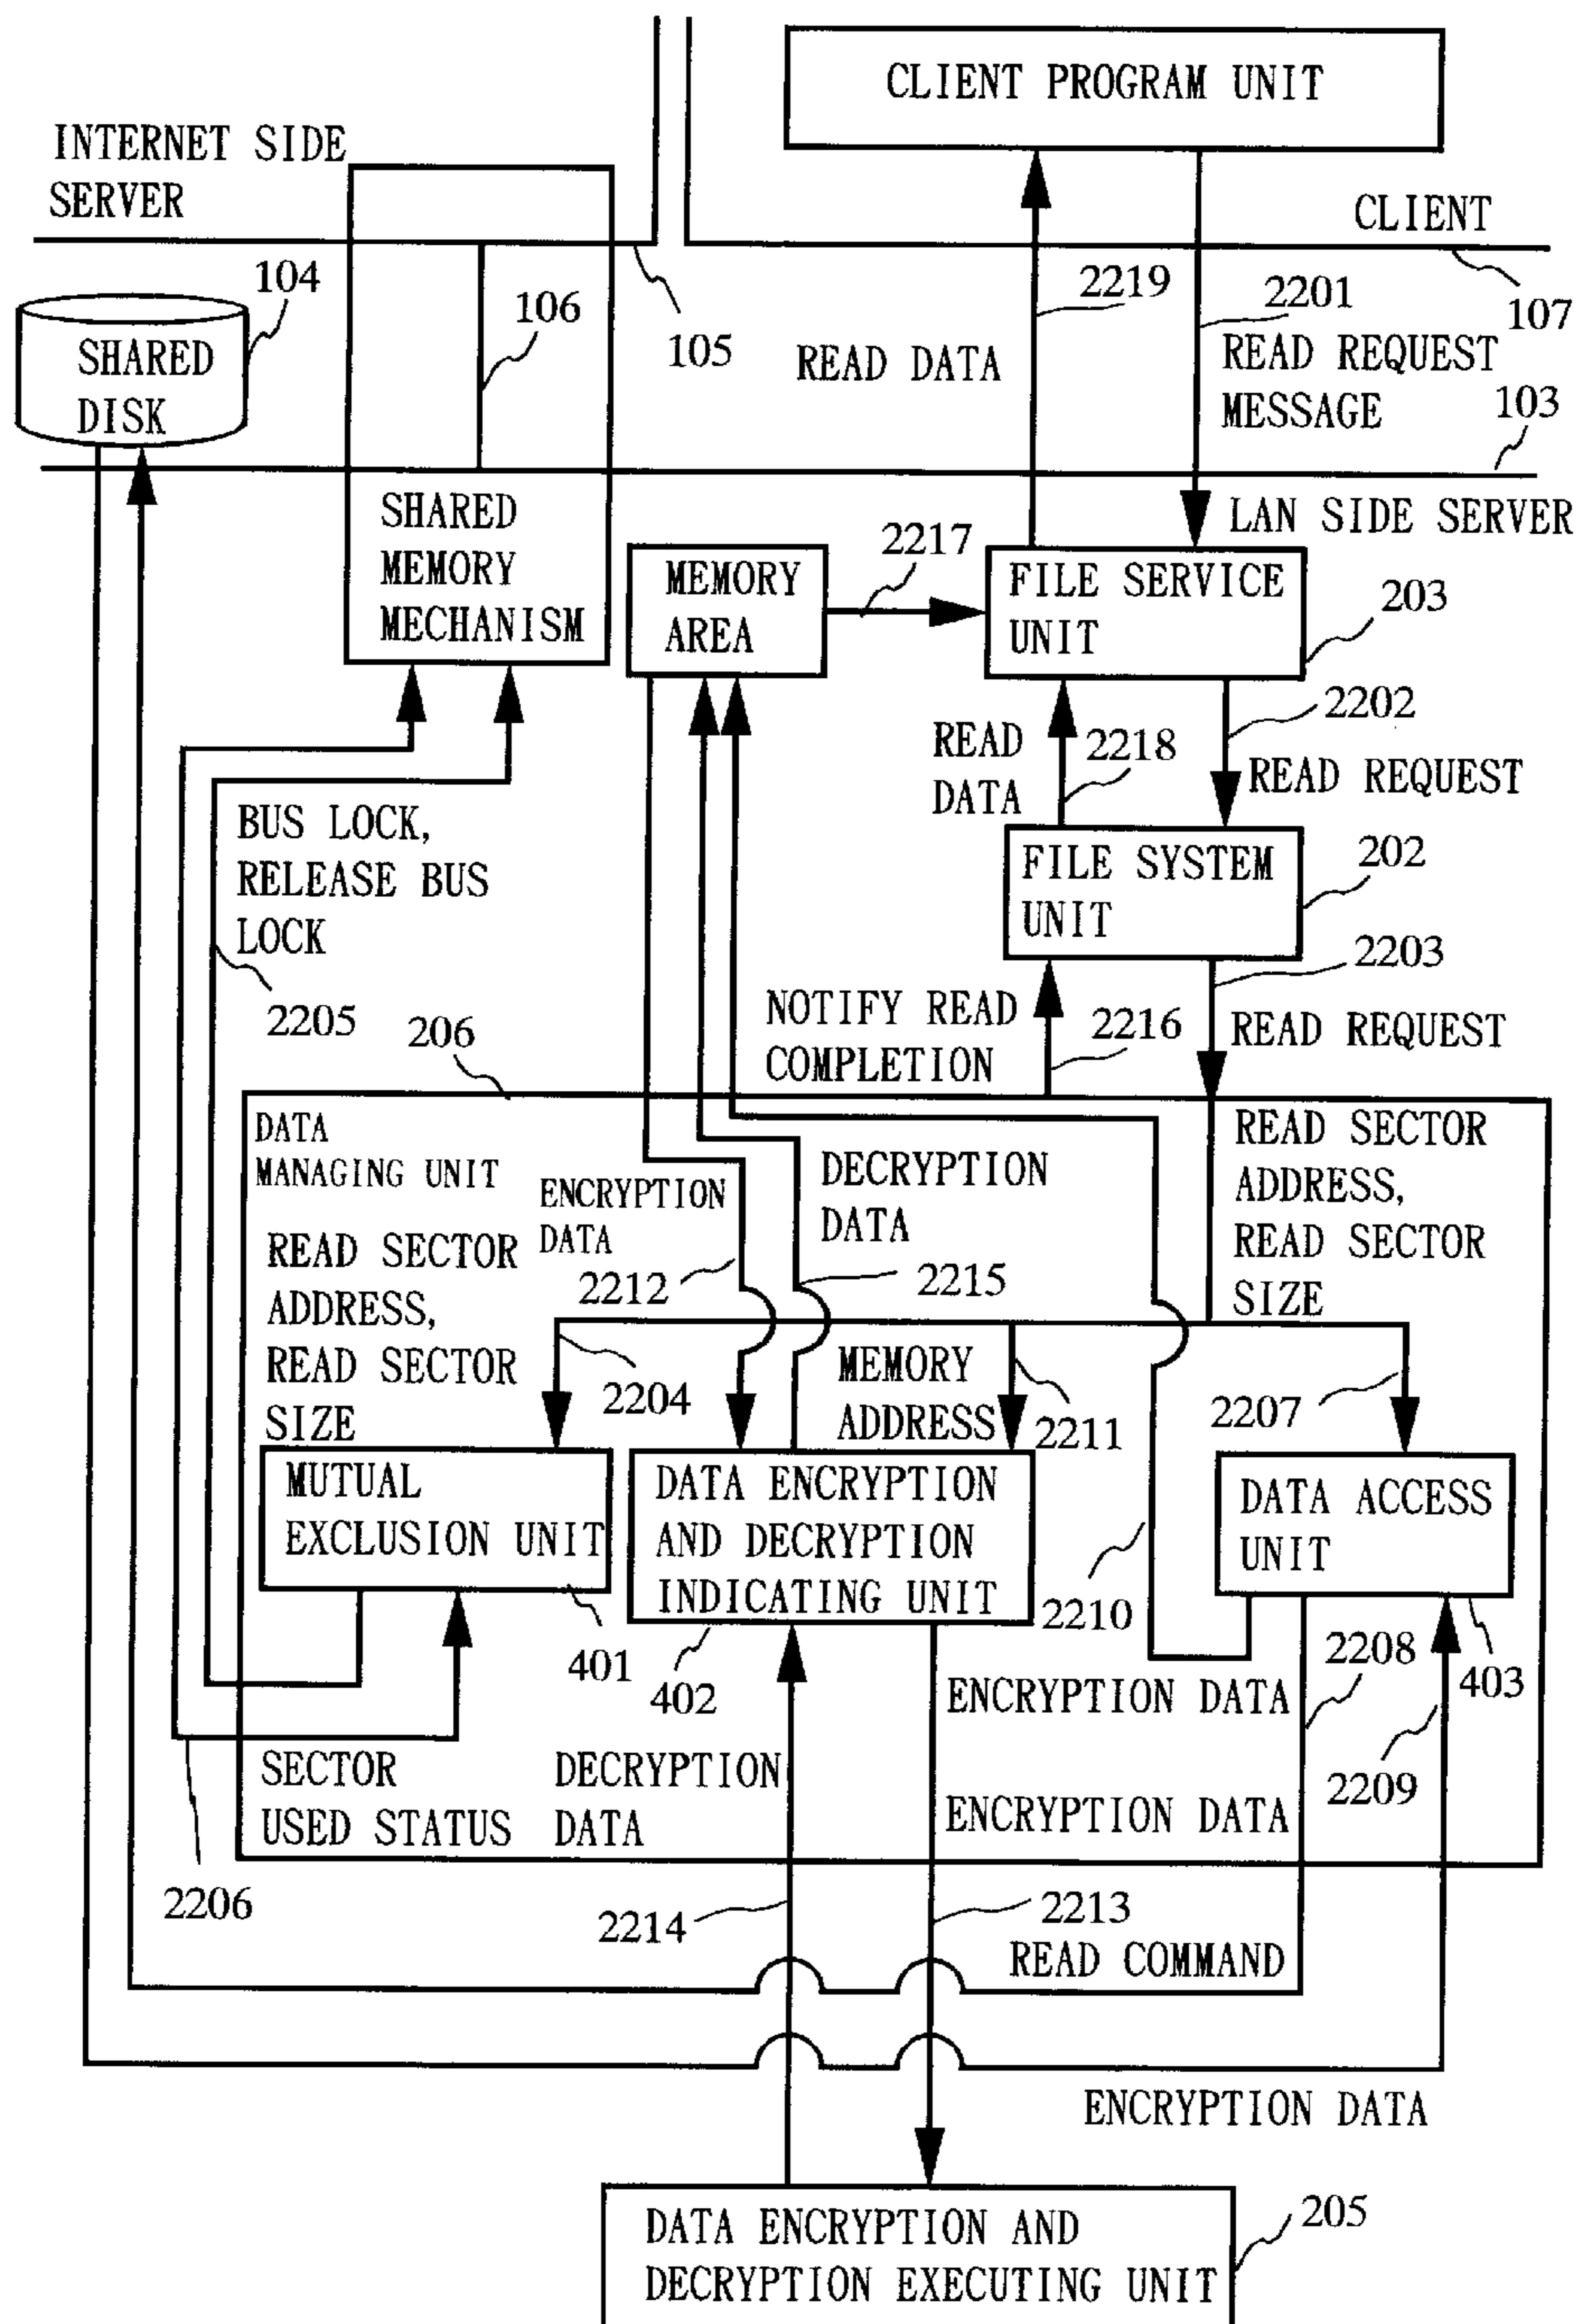 CLIENT PROGRAM UNIT
INTERNET SIDE
SERVER
CLIENT
104
106
105
2219
2201
107
SHARED
DISK
READ DATA
READ REQUEST
MESSAGE
103
SHARED
MEMORY
MECHANISM
LAN SIDE SERVER
MEMORY
AREA
2217
FILE SERVICE
UNIT
203
READ
DATA
2218
2202
READ REQUEST
BUS LOCK,
RELEASE BUS
LOCK
2205
FILE SYSTEM
UNIT
202
2203
206
NOTIFY READ
COMPLETION
2216
READ REQUEST
DATA
MANAGING UNIT
ENCRYPTION
DATA
2212
DECRYPTION
DATA
2215
READ SECTOR
ADDRESS,
READ SECTOR
SIZE
READ SECTOR
ADDRESS,
READ SECTOR
SIZE
2204
MEMORY
ADDRESS
2211
2207
MUTUAL
EXCLUSION UNIT
401
DATA ENCRYPTION
AND DECRYPTION
INDICATING UNIT
402
2210
DATA ACCESS
UNIT
403
2208
2209
ENCRYPTION DATA
SECTOR
USED STATUS
2206
DECRYPTION
DATA
ENCRYPTION DATA
2214
2213
READ COMMAND
ENCRYPTION DATA
DATA ENCRYPTION AND
DECRYPTION EXECUTING UNIT
205